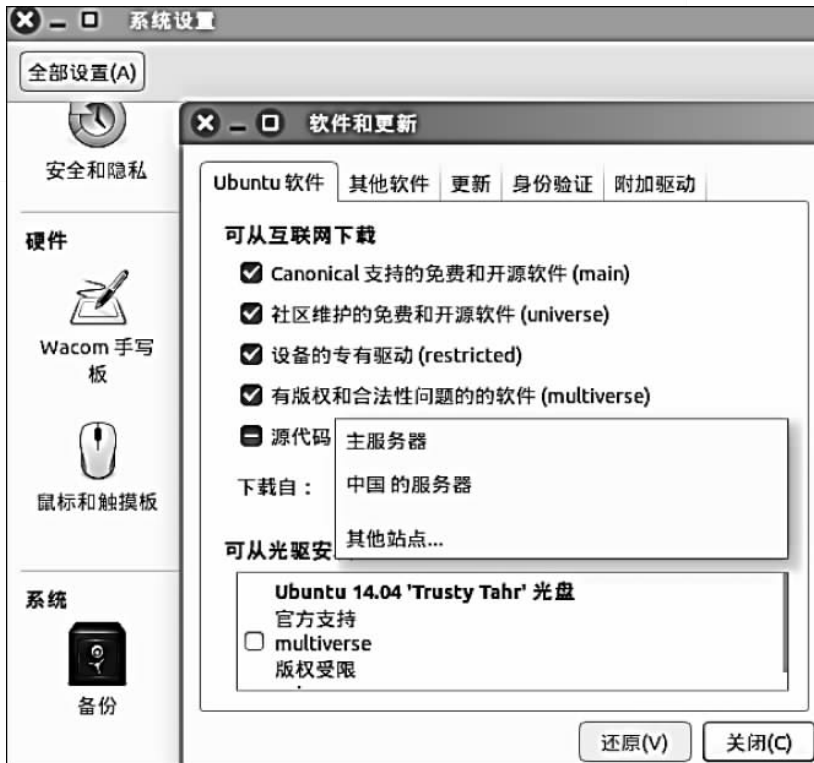 系统设置
全部设置(A)
安全和隐私
硬件
Wacom 手写
板
鼠标和触摸板
系统
备份
软件和更新
Ubuntu 软件
其他软件
更新
身份验证
附加驱动
可从互联网下载
Canonical 支持的免费和开源软件 (main)
社区维护的免费和开源软件 (universe)
设备的专有驱动 (restricted)
有版权和合法性问题的的软件 (multiverse)
源代码
主服务器
下载自：
中国 的服务器
其他站点...
可从光驱安
Ubuntu 14.04 'Trusty Tahr' 光盘
官方支持
multiverse
版权受限
还原(V)
关闭(C)